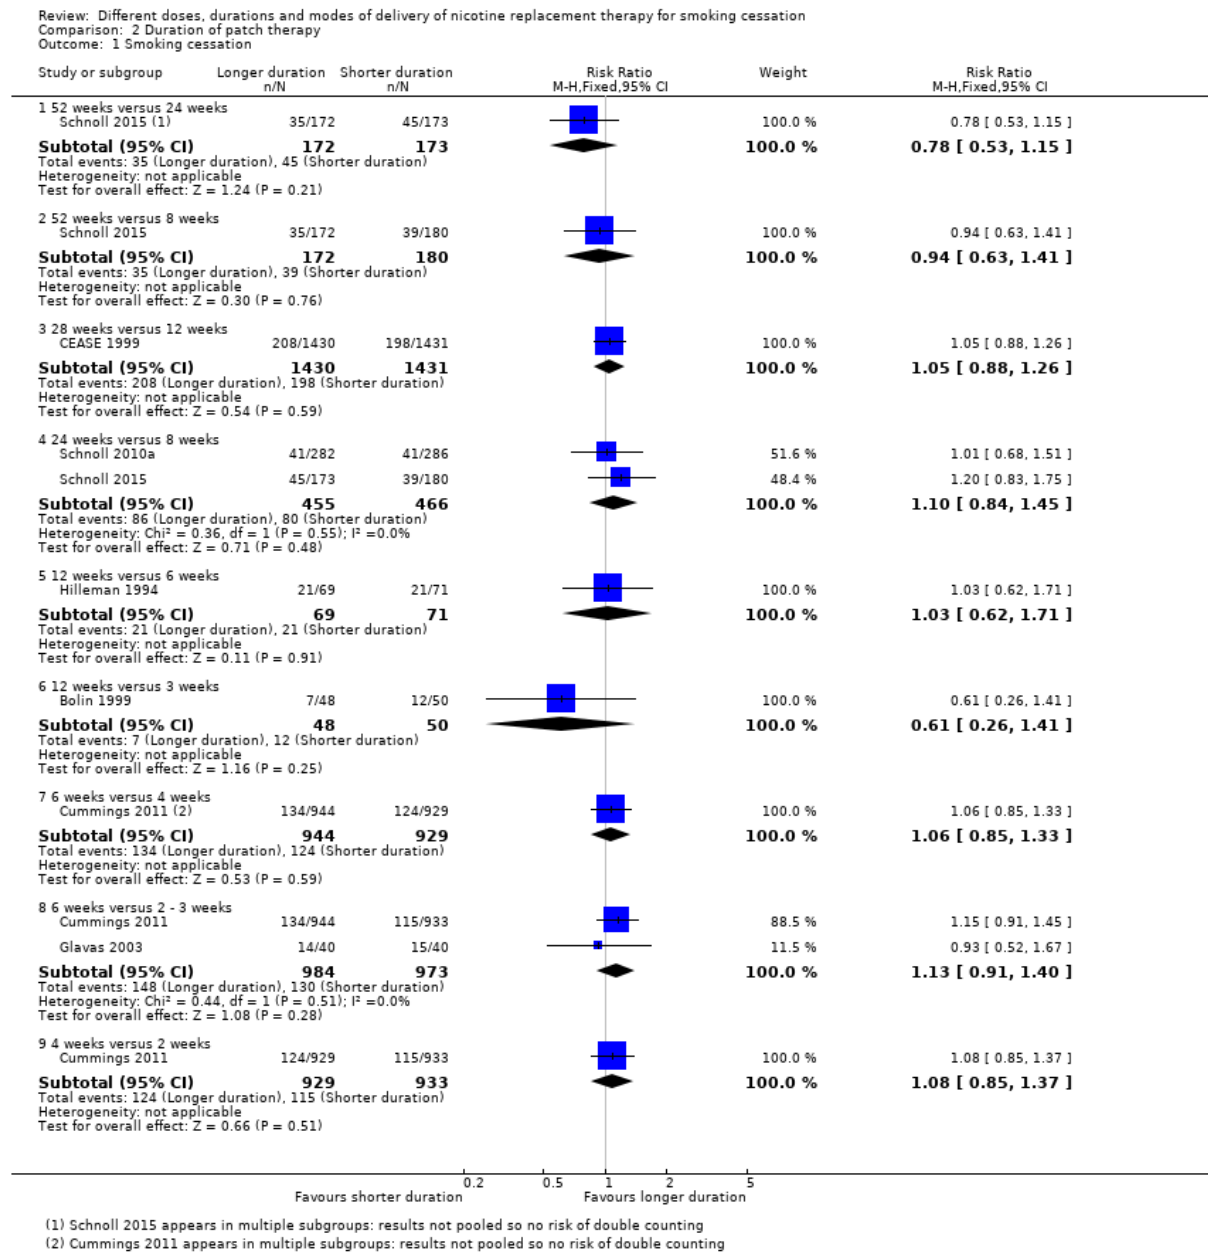 Review: Different doses, durations and modes of delivery of nicotine replacement therapy for smoking cessation
Comparison: 2 Duration of patch therapy
Outcome: 1 Smoking cessation
Study or subgroup Longer duration Shorter duration Risk Ratio Weight Risk Ratio
n/N n/N M-H,Fixed,95% CI M-H,Fixed,95% CI
1 52 weeks versus 24 weeks
Schnoll 2015 (1) 35/172 45/173 100.0 % 0.78 [ 0.53, 1.15 ]
Subtotal (95% CI) 172 173 100.0 % 0.78 [ 0.53, 1.15 ]
Total events: 35 (Longer duration), 45 (Shorter duration)
Heterogeneity: not applicable
Test for overall effect: Z = 1.24 (P = 0.21)
2 52 weeks versus 8 weeks
Schnoll 2015 35/172 39/180 100.0 % 0.94 [ 0.63, 1.41 ]
Subtotal (95% CI) 172 180 100.0 % 0.94 [ 0.63, 1.41 ]
Total events: 35 (Longer duration), 39 (Shorter duration)
Heterogeneity: not applicable
Test for overall effect: Z = 0.30 (P = 0.76)
3 28 weeks versus 12 weeks
CEASE 1999 208/1430 198/1431 100.0 % 1.05 [ 0.88, 1.26 ]
Subtotal (95% CI) 1430 1431 100.0 % 1.05 [ 0.88, 1.26 ]
Total events: 208 (Longer duration), 198 (Shorter duration)
Heterogeneity: not applicable
Test for overall effect: Z = 0.54 (P = 0.59)
4 24 weeks versus 8 weeks
Schnoll 2010a 41/282 41/286 51.6 % 1.01 [ 0.68, 1.51 ]
Schnoll 2015 45/173 39/180 48.4 % 1.20 [ 0.83, 1.75 ]
Subtotal (95% CI) 455 466 100.0 % 1.10 [ 0.84, 1.45 ]
Total events: 86 (Longer duration), 80 (Shorter duration)
Heterogeneity: Chi² = 0.36, df = 1 (P = 0.55); I² =0.0%
Test for overall effect: Z = 0.71 (P = 0.48)
5 12 weeks versus 6 weeks
Hilleman 1994 21/69 21/71 100.0 % 1.03 [ 0.62, 1.71 ]
Subtotal (95% CI) 69 71 100.0 % 1.03 [ 0.62, 1.71 ]
Total events: 21 (Longer duration), 21 (Shorter duration)
Heterogeneity: not applicable
Test for overall effect: Z = 0.11 (P = 0.91)
6 12 weeks versus 3 weeks
Bolin 1999 7/48 12/50 100.0 % 0.61 [ 0.26, 1.41 ]
Subtotal (95% CI) 48 50 100.0 % 0.61 [ 0.26, 1.41 ]
Total events: 7 (Longer duration), 12 (Shorter duration)
Heterogeneity: not applicable
Test for overall effect: Z = 1.16 (P = 0.25)
7 6 weeks versus 4 weeks
Cummings 2011 (2) 134/944 124/929 100.0 % 1.06 [ 0.85, 1.33 ]
Subtotal (95% CI) 944 929 100.0 % 1.06 [ 0.85, 1.33 ]
Total events: 134 (Longer duration), 124 (Shorter duration)
Heterogeneity: not applicable
Test for overall effect: Z = 0.53 (P = 0.59)
8 6 weeks versus 2 - 3 weeks
Cummings 2011 134/944 115/933 88.5 % 1.15 [ 0.91, 1.45 ]
Glavas 2003 14/40 15/40 11.5 % 0.93 [ 0.52, 1.67 ]
Subtotal (95% CI) 984 973 100.0 % 1.13 [ 0.91, 1.40 ]
Total events: 148 (Longer duration), 130 (Shorter duration)
Heterogeneity: Chi² = 0.44, df = 1 (P = 0.51); I² =0.0%
Test for overall effect: Z = 1.08 (P = 0.28)
9 4 weeks versus 2 weeks
Cummings 2011 124/929 115/933 100.0 % 1.08 [ 0.85, 1.37 ]
Subtotal (95% CI) 929 933 100.0 % 1.08 [ 0.85, 1.37 ]
Total events: 124 (Longer duration), 115 (Shorter duration)
Heterogeneity: not applicable
Test for overall effect: Z = 0.66 (P = 0.51)
0.2 0.5 1 2 5
Favours shorter duration Favours longer duration
(1) Schnoll 2015 appears in multiple subgroups: results not pooled so no risk of double counting
(2) Cummings 2011 appears in multiple subgroups: results not pooled so no risk of double counting